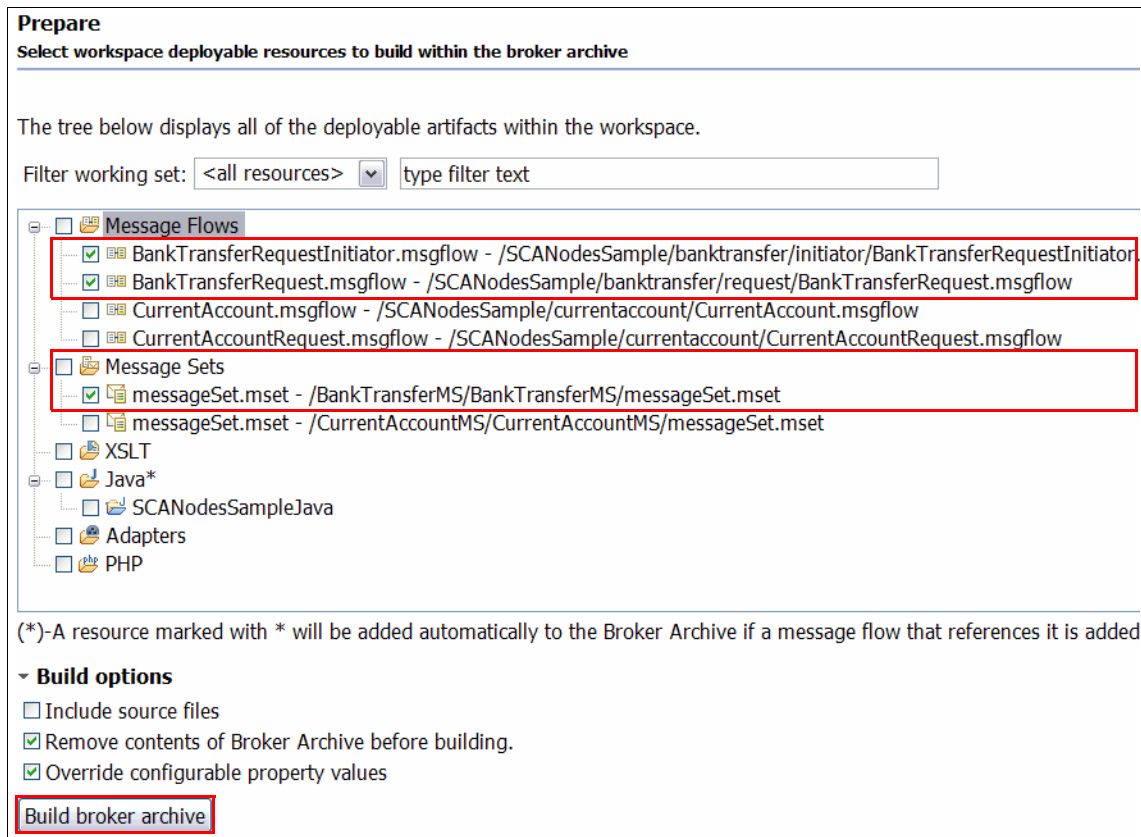 Prepare
Select workspace deployable resources to build within the broker archive
The tree below displays all of the deployable artifacts within the workspace.
Filter working set: <all resources> type filter text
Message Flows
BankTransferRequestInitiator.msgflow - /SCANodesSample/banktransfer/initiator/BankTransferRequestInitiator.
BankTransferRequest.msgflow - /SCANodesSample/banktransfer/request/BankTransferRequest.msgflow
CurrentAccount.msgflow - /SCANodesSample/currentaccount/CurrentAccount.msgflow
CurrentAccountRequest.msgflow - /SCANodesSample/currentaccount/CurrentAccountRequest.msgflow
Message Sets
messageSet.mset - /BankTransferMS/BankTransferMS/messageSet.mset
messageSet.mset - /CurrentAccountMS/CurrentAccountMS/messageSet.mset
XSLT
Java*
SCANodesSampleJava
Adapters
php PHP
(*)-A resource marked with * will be added automatically to the Broker Archive if a message flow that references it is added
Build options
Include source files
Remove contents of Broker Archive before building.
Override configurable property values
Build broker archive